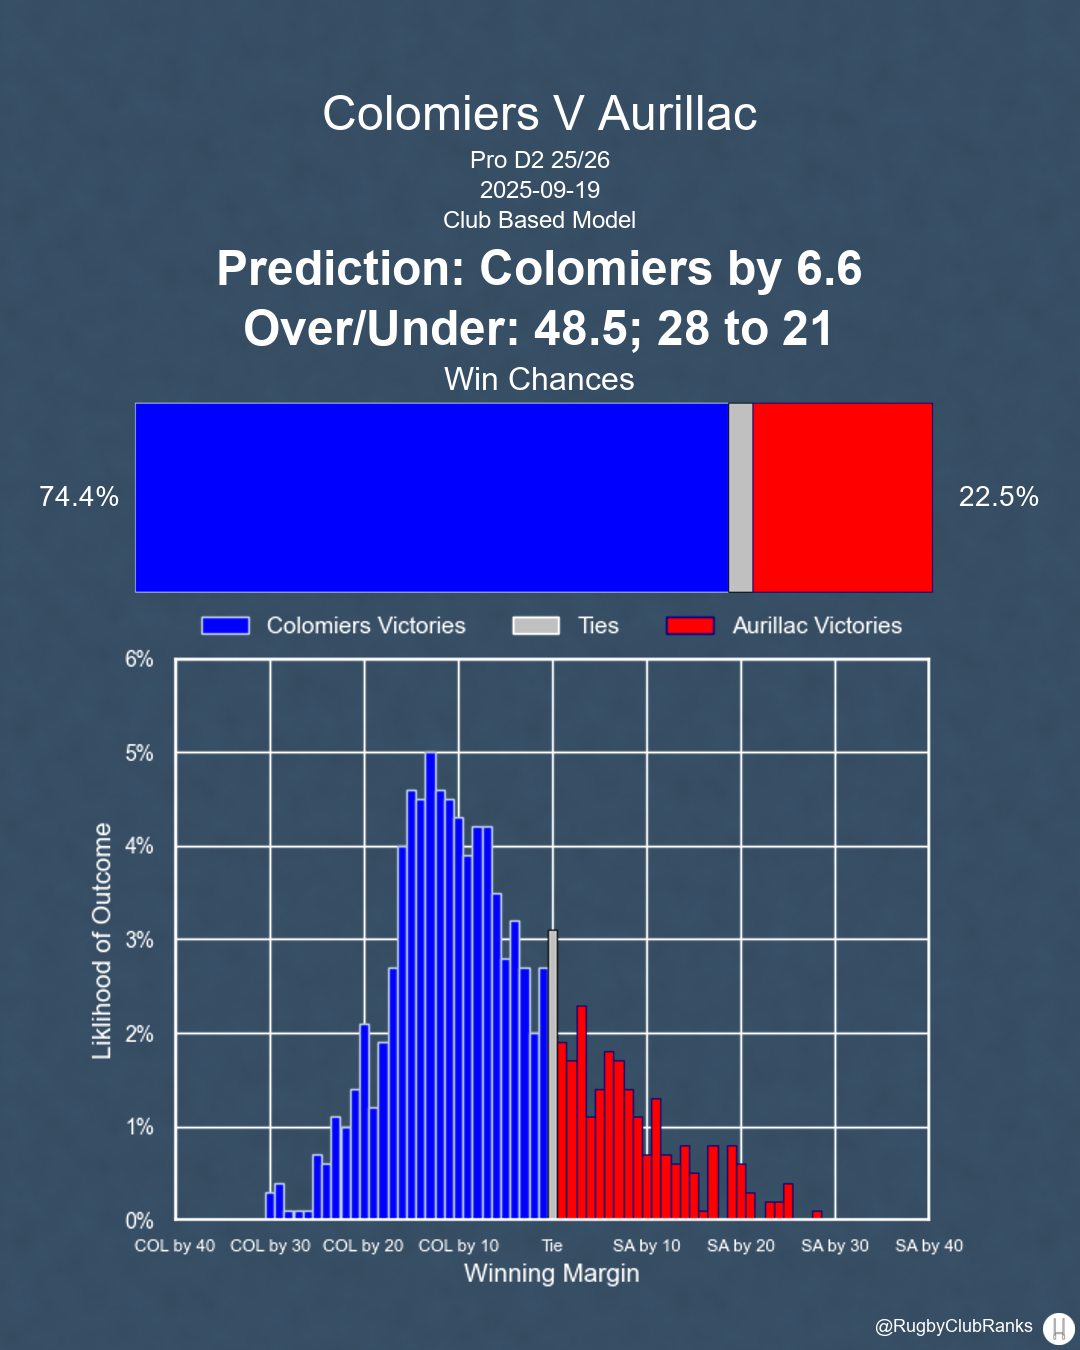 Colomiers V Aurillac
Pro D2 25/26
2025-09-19
Club Based Model
Prediction: Colomiers by 6.6
Over/Under: 48.5; 28 to 21
Win Chances
74.4%
22.5%
Colomiers Victories
Ties
Aurillac Victories
6%
5%
4%
3%
2%
1%
0%
Liklihood of Outcome
COL by 40
COL by 30
COL by 20
COL by 10
Tie
SA by 10
SA by 20
SA by 30
SA by 40
Winning Margin
@RugbyClubRanks